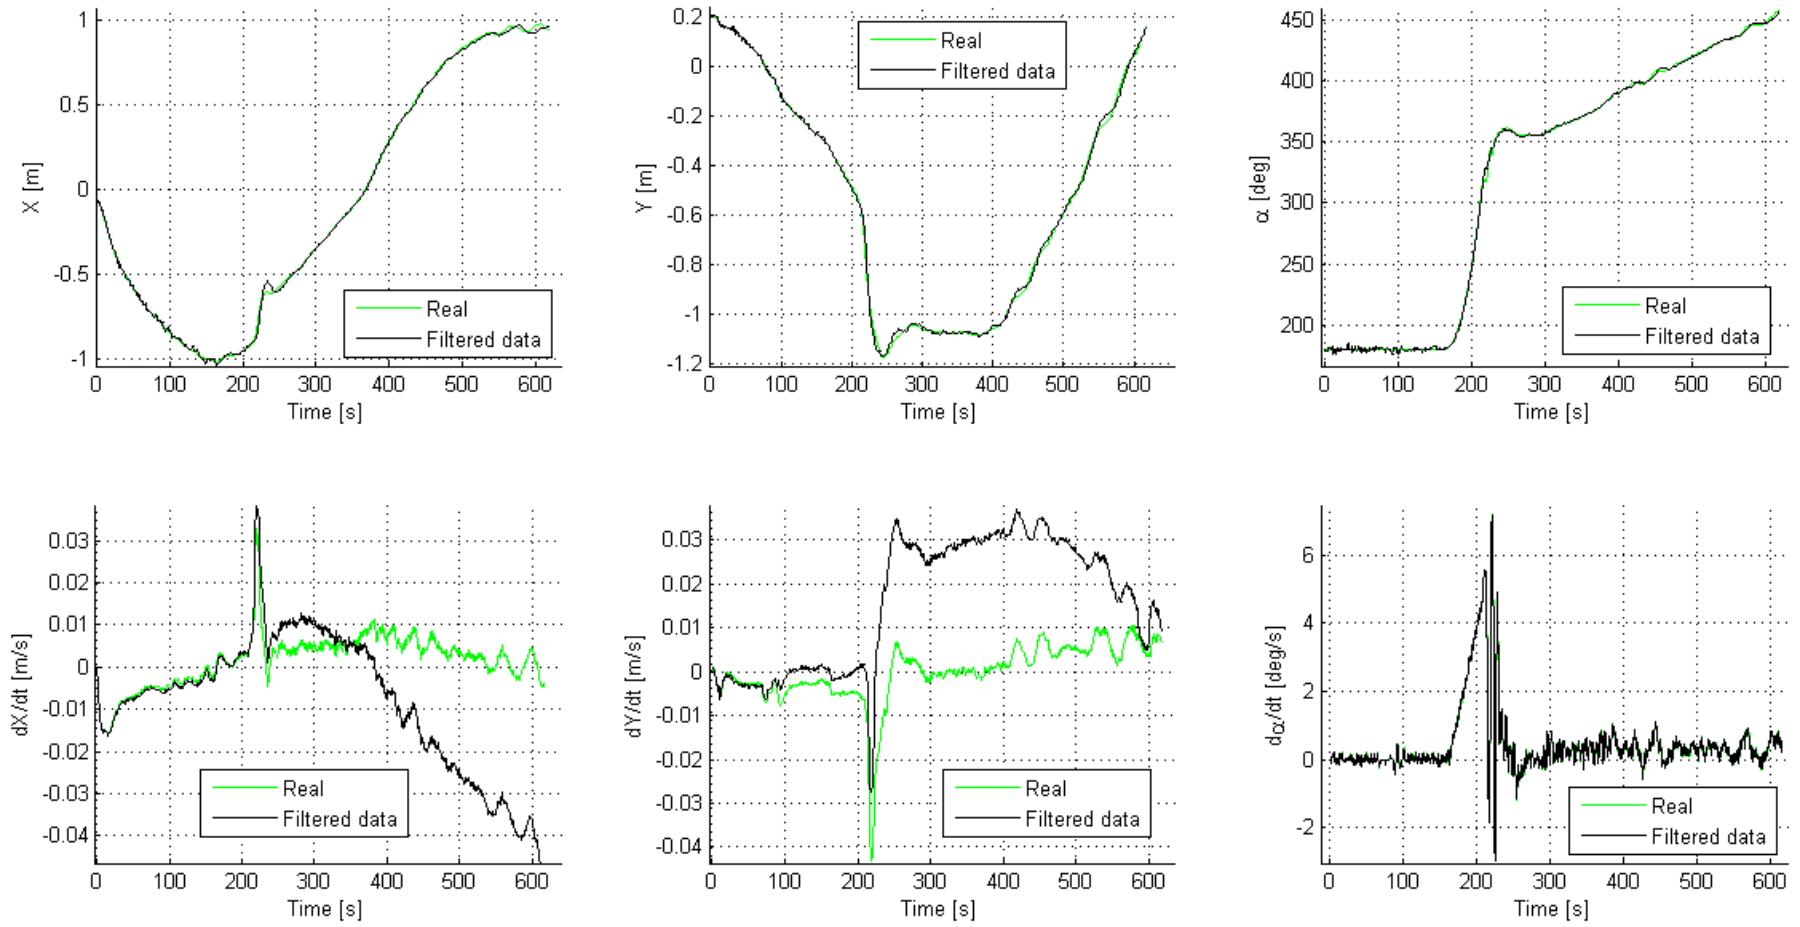 1
0.5
0
-0.5
-1
X [m]
0 100 200 300 400 500 600
Time [s]
Real
Filtered data
0.2
0
-0.2
-0.4
-0.6
-0.8
-1
-1.2
Y [m]
0 100 200 300 400 500 600
Time [s]
Real
Filtered data
450
400
350
300
250
200
α [deg]
0 100 200 300 400 500 600
Time [s]
Real
Filtered data
0.03
0.02
0.01
0
-0.01
-0.02
-0.03
-0.04
dX/dt [m/s]
0 100 200 300 400 500 600
Time [s]
Real
Filtered data
0.03
0.02
0.01
0
-0.01
-0.02
-0.03
-0.04
dY/dt [m/s]
0 100 200 300 400 500 600
Time [s]
Real
Filtered data
6
4
2
0
-2
dα/dt [deg/s]
0 100 200 300 400 500 600
Time [s]
Real
Filtered data